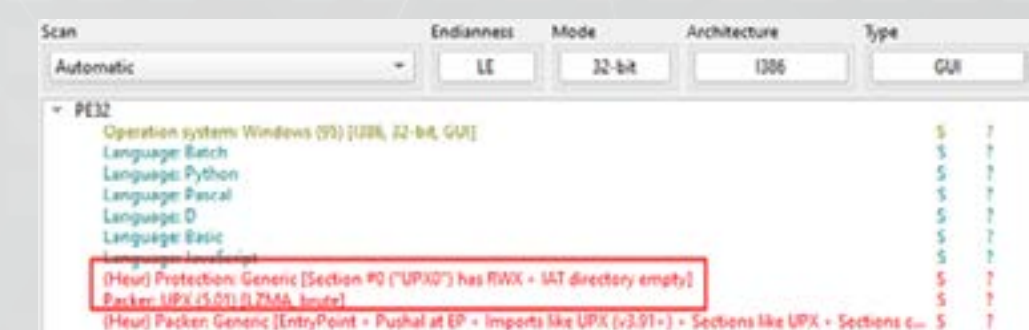 Scan Endianness Mode Architecture Type
Automatic LE 32-bit I386 GUI
PE32
Operation system: Windows (95) [I386, 32-bit, GUI] S ?
Language: Batch S ?
Language: Python S ?
Language: Pascal S ?
Language: D S ?
Language: Basic S ?
Language: JavaScript S ?
(Heur) Protection: Generic [Section #0 ("UPX0") has RWX + IAT directory empty] S ?
Packer: UPX (5.01) [LZMA, brute] S ?
(Heur) Packer: Generic [EntryPoint + Pushal at EP + Imports like UPX (v3.91+) + Sections like UPX + Sections c... S ?